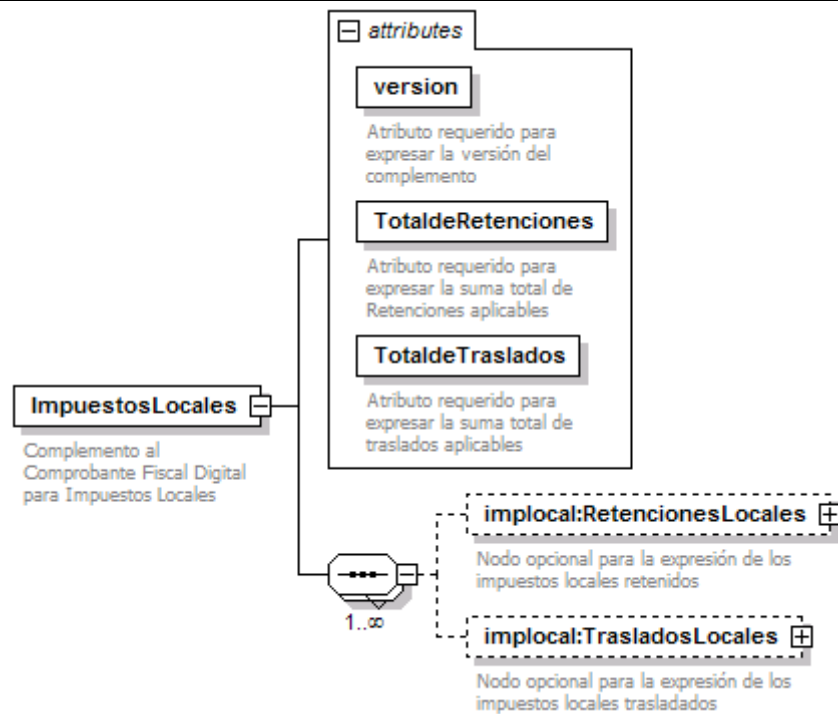 attributes
version
Atributo requerido para
expresar la versión del
complemento
TotaldeRetenciones
Atributo requerido para
expresar la suma total de
Retenciones aplicables
TotaldeTraslados
Atributo requerido para
expresar la suma total de
traslados aplicables
ImpuestosLocales
Complemento al
Comprobante Fiscal Digital
para Impuestos Locales
implocal:RetencionesLocales
Nodo opcional para la expresión de los
impuestos locales retenidos
1..∞
implocal:TrasladosLocales
Nodo opcional para la expresión de los
impuestos locales trasladados